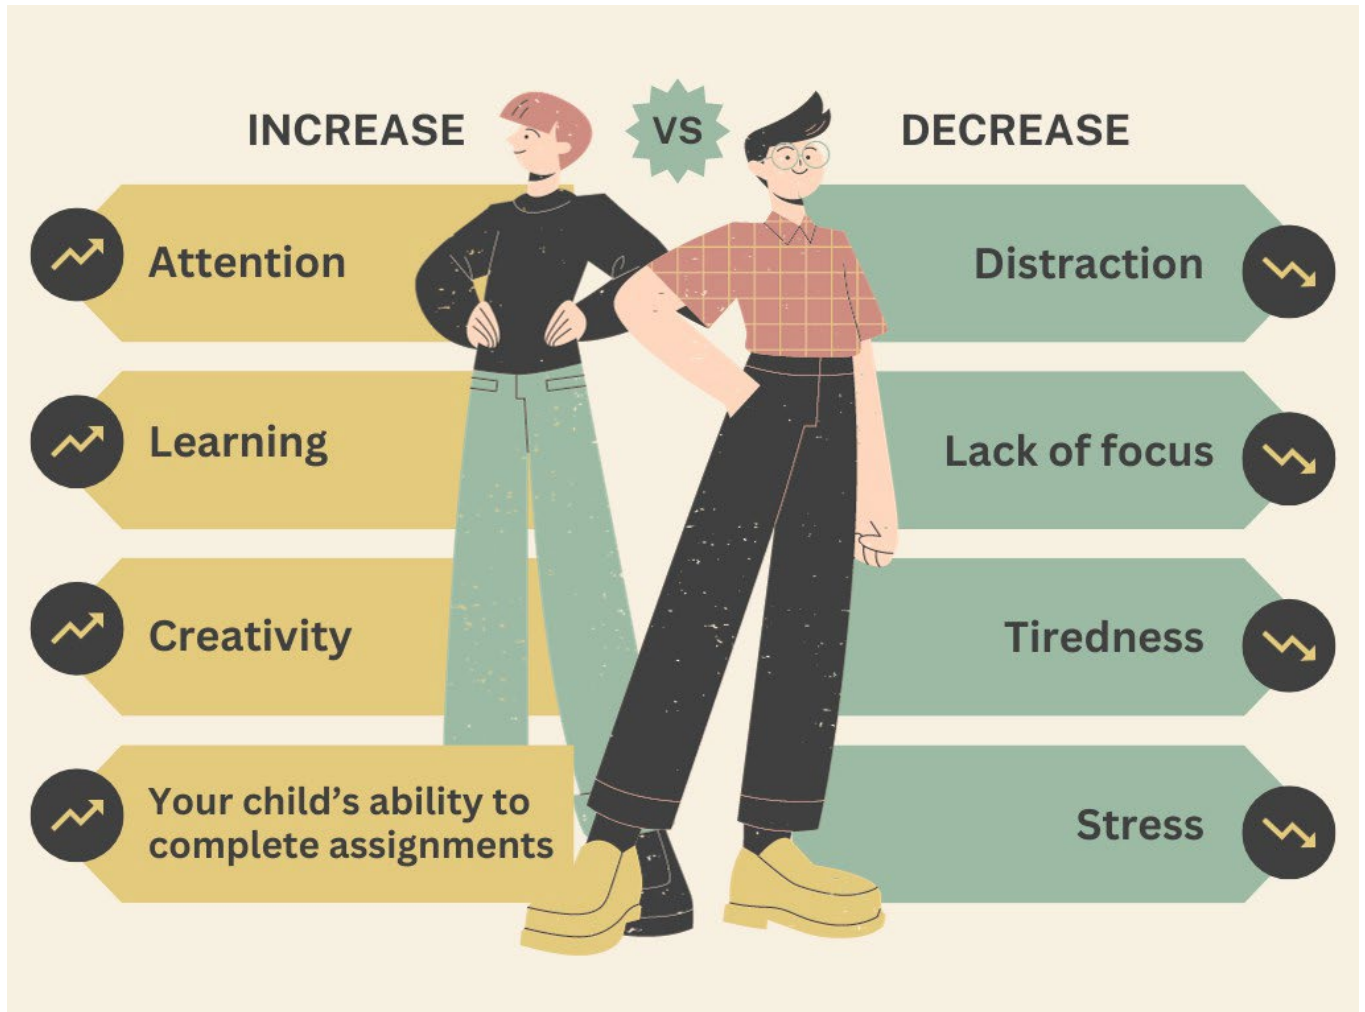 INCREASE
VS
DECREASE
Attention
Learning
Creativity
Your child’s ability to
complete assignments
Distraction
Lack of focus
Tiredness
Stress